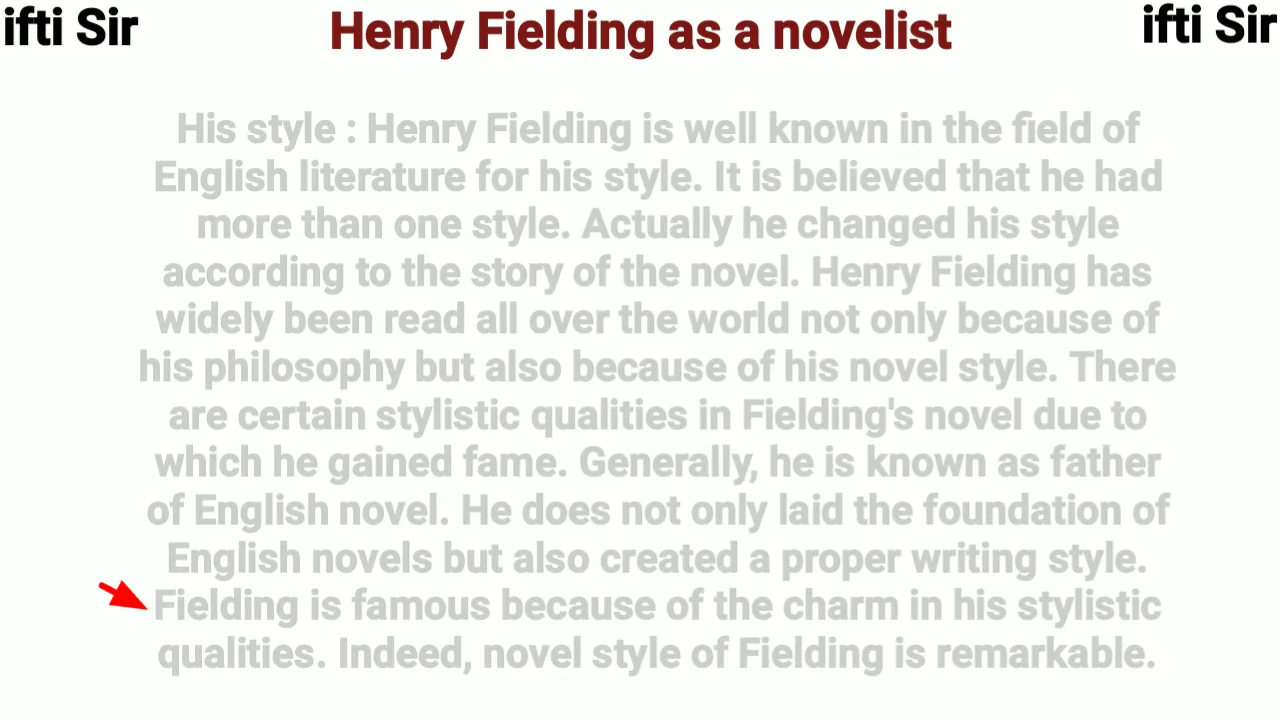 ifti Sir
Henry Fielding as a novelist
ifti Sir
His style : Henry Fielding is well known in the field of
English literature for his style. It is believed that he had
more than one style. Actually he changed his style
according to the story of the novel. Henry Fielding has
widely been read all over the world not only because of
his philosophy but also because of his novel style. There
are certain stylistic qualities in Fielding's novel due to
which he gained fame. Generally, he is known as father
of English novel. He does not only laid the foundation of
English novels but also created a proper writing style.
Fielding is famous because of the charm in his stylistic
qualities. Indeed, novel style of Fielding is remarkable.